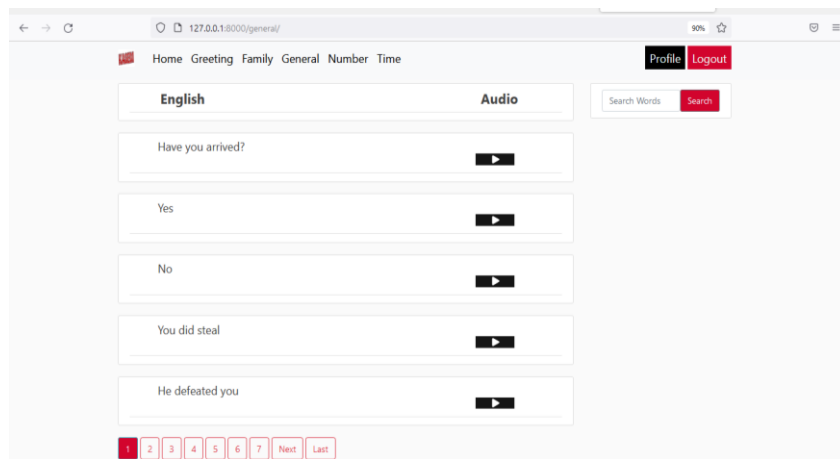 127.0.0.1:8000/general/ 90%
Home Greeting Family General Number Time Profile Logout
English Audio
Search Words Search
Have you arrived?
Yes
No
You did steal
He defeated you
1 2 3 4 5 6 7 Next Last